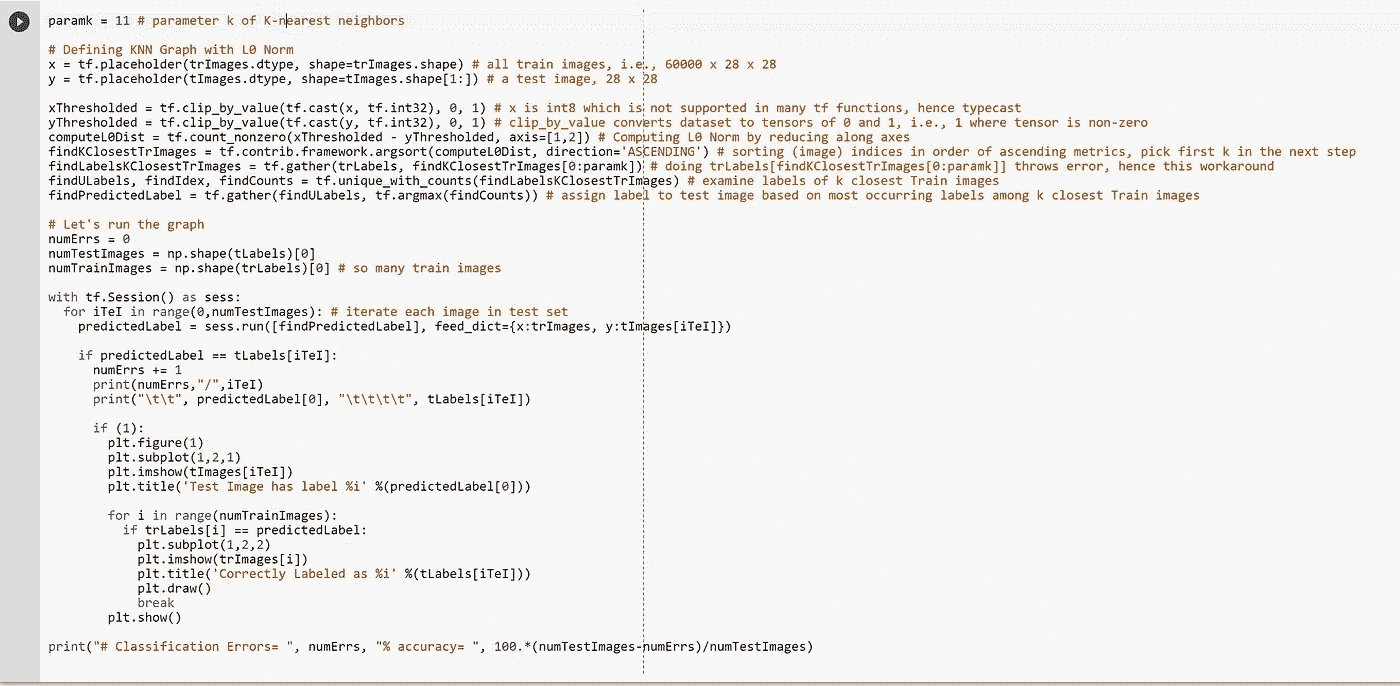 paramk = 11 # parameter k of K-nearest neighbors
# Defining KNN Graph with L0 Norm
x = tf.placeholder(trImages.dtype, shape=trImages.shape) # all train images, i.e., 60000 x 28 x 28
y = tf.placeholder(tImages.dtype, shape=tImages.shape[1:]) # a test image, 28 x 28
xThresholded = tf.clip_by_value(tf.cast(x, tf.int32), 0, 1) # x is int8 which is not supported in many tf functions, hence typecast
yThresholded = tf.clip_by_value(tf.cast(y, tf.int32), 0, 1) # clip_by_value converts dataset to tensors of 0 and 1, i.e., 1 where tensor is non-zero
computeL0Dist = tf.count_nonzero(xThresholded - yThresholded, axis=[1,2]) # Computing L0 Norm by reducing along axes
findKClosestTrImages = tf.contrib.framework.argsort(computeL0Dist, direction='ASCENDING') # sorting (image) indices in order of ascending metrics, pick first k in the next step
findLabelsKClosestTrImages = tf.gather(trLabels, findKClosestTrImages[0:paramk]) # doing trLabels[findKClosestTrImages[0:paramk]] throws error, hence this workaround
findULabels, findIdex, findCounts = tf.unique_with_counts(findLabelsKClosestTrImages) # examine labels of k closest Train images
findPredictedLabel = tf.gather(findULabels, tf.argmax(findCounts)) # assign label to test image based on most occurring labels among k closest Train images
# Let's run the graph
numErrs = 0
numTestImages = np.shape(tLabels)[0]
numTrainImages = np.shape(trLabels)[0] # so many train images
with tf.Session() as sess:
  for iTeI in range(0,numTestImages): # iterate each image in test set
    predictedLabel = sess.run([findPredictedLabel], feed_dict={x:trImages, y:tImages[iTeI]})
    if predictedLabel == tLabels[iTeI]:
      numErrs += 1
      print(numErrs,"/",iTeI)
      print("\t\t", predictedLabel[0], "\t\t\t\t", tLabels[iTeI])
      if (1):
        plt.figure(1)
        plt.subplot(1,2,1)
        plt.imshow(tImages[iTeI])
        plt.title('Test Image has label %i' %(predictedLabel[0]))
        for i in range(numTrainImages):
          if trLabels[i] == predictedLabel:
            plt.subplot(1,2,2)
            plt.imshow(trImages[i])
            plt.title('Correctly Labeled as %i' %(tLabels[iTeI]))
            plt.draw()
            break
        plt.show()
print("# Classification Errors= ", numErrs, "% accuracy= ", 100.*(numTestImages-numErrs)/numTestImages)